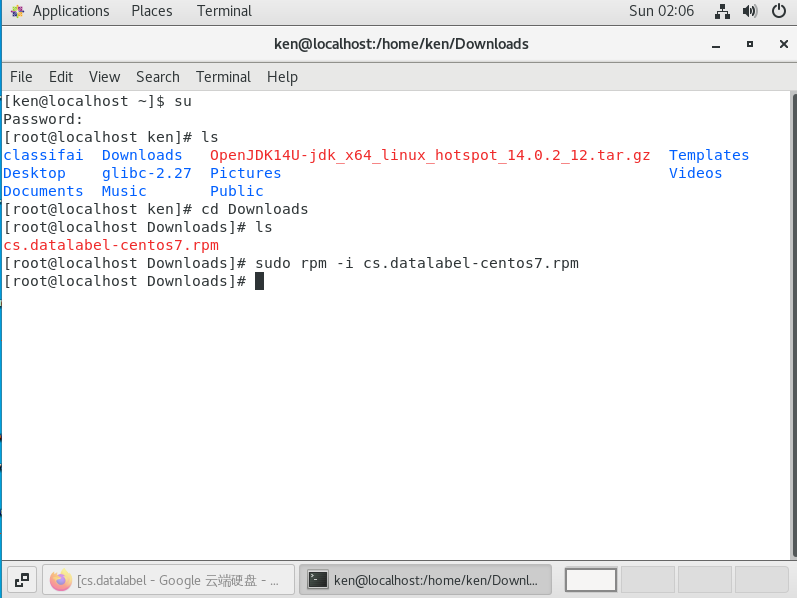 Applications Places Terminal Sun 02:06
ken@localhost:/home/ken/Downloads
File Edit View Search Terminal Help
[ken@localhost ~]$ su
Password:
[root@localhost ken]# ls
classifai Downloads OpenJDK14U-jdk_x64_linux_hotspot_14.0.2_12.tar.gz Templates
Desktop glibc-2.27 Pictures Videos
Documents Music Public
[root@localhost ken]# cd Downloads
[root@localhost Downloads]# ls
cs.datalabel-centos7.rpm
[root@localhost Downloads]# sudo rpm -i cs.datalabel-centos7.rpm
[root@localhost Downloads]#
[cs.datalabel - Google 云端硬盘 - ... ken@localhost:/home/ken/Downl...